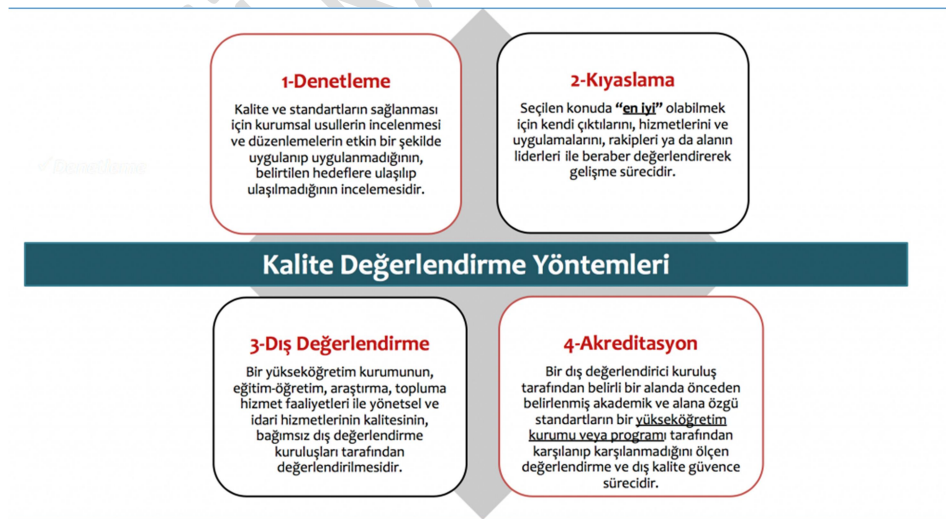 1-Denetleme
Kalite ve standartların sağlanması
için kurumsal usullerin incelenmesi
ve düzenlemelerin etkin bir şekilde
uygulanıp uygulanmadığının,
belirtilen hedeflere ulaşılıp
ulaşılmadığının incelemesidir.
2-Kıyaslama
Seçilen konuda “en iyi” olabilmek
için kendi çıktılarını, hizmetlerini ve
uygulamalarını, rakipleri ya da alanın
liderleri ile beraber değerlendirerek
gelişme sürecidir.
✓Denetleme
Kalite Değerlendirme Yöntemleri
3-Dış Değerlendirme
Bir yükseköğretim kurumunun,
eğitim-öğretim, araştırma, topluma
hizmet faaliyetleri ile yönetsel ve
idari hizmetlerinin kalitesinin,
bağımsız dış değerlendirme
kuruluşları tarafından
değerlendirilmesidir.
4-Akreditasyon
Bir dış değerlendirici kuruluş
tarafından belirli bir alanda önceden
belirlenmiş akademik ve alana özgü
standartların bir yükseköğretim
kurumu veya programı tarafından
karşılanıp karşılanmadığını ölçen
değerlendirme ve dış kalite güvence
sürecidir.